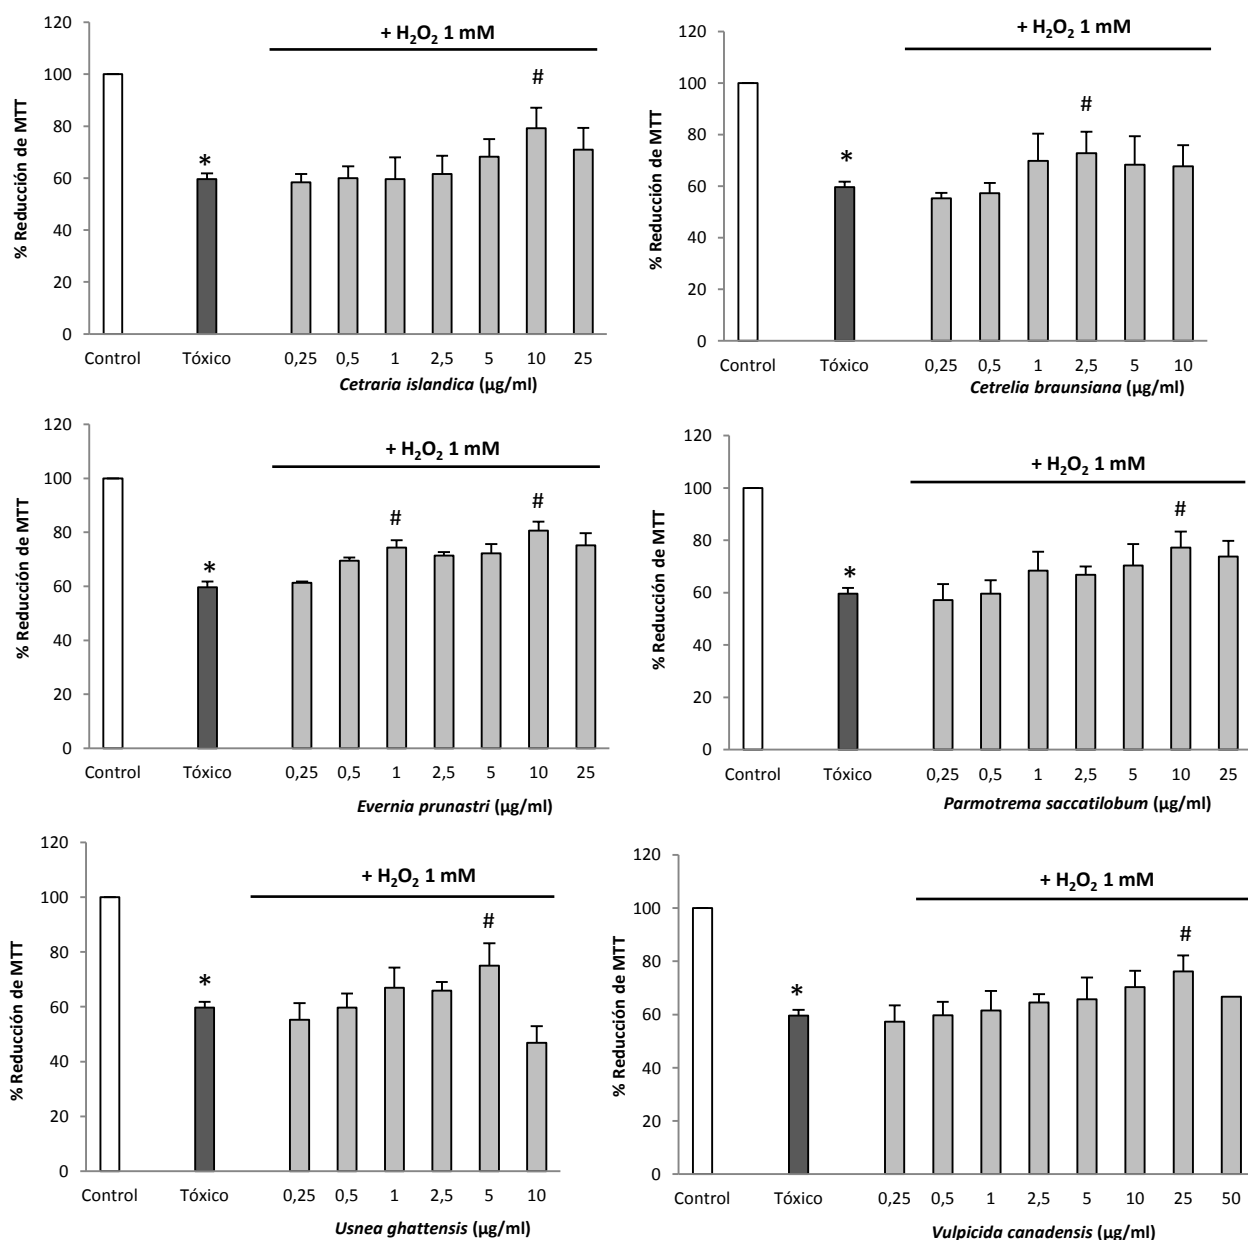 + H₂O₂ 1 mM
% Reducción de MTT
120
100
80
60
40
20
0
*
#
Control Tóxico 0,25 0,5 1 2,5 5 10 25
Cetraria islandica (µg/ml)
+ H₂O₂ 1 mM
% Reducción de MTT
120
100
80
60
40
20
0
*
#
Control Tóxico 0,25 0,5 1 2,5 5 10
Cetrelia braunsiana (µg/ml)
+ H₂O₂ 1 mM
% Reducción de MTT
120
100
80
60
40
20
0
*
#
#
Control Tóxico 0,25 0,5 1 2,5 5 10 25
Evernia prunastri (µg/ml)
+ H₂O₂ 1 mM
% Reducción de MTT
120
100
80
60
40
20
0
*
#
Control Tóxico 0,25 0,5 1 2,5 5 10 25
Parmotrema saccatilobum (µg/ml)
+ H₂O₂ 1 mM
% Reducción de MTT
120
100
80
60
40
20
0
*
#
Control Tóxico 0,25 0,5 1 2,5 5 10
Usnea ghattensis (µg/ml)
+ H₂O₂ 1 mM
% Reducción de MTT
120
100
80
60
40
20
0
*
#
Control Tóxico 0,25 0,5 1 2,5 5 10 25 50
Vulpicida canadensis (µg/ml)